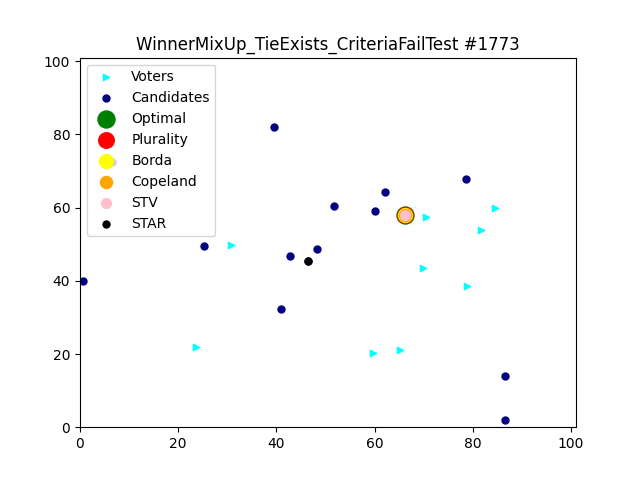 WinnerMixUp_TieExists_CriteriaFailTest #1773
100
80
60
40
20
0
Voters
Candidates
Optimal
Plurality
Borda
Copeland
STV
STAR
0 20 40 60 80 100